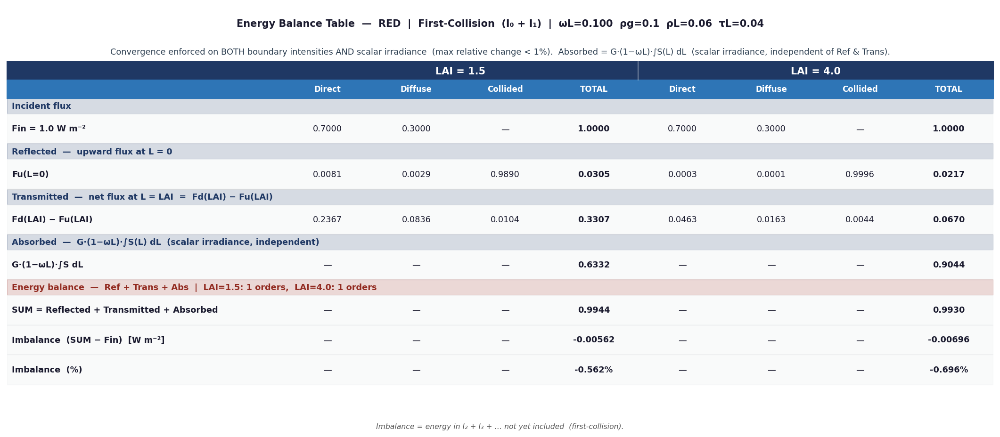 Energy Balance Table — RED | First-Collision (I₀ + I₁) | ωL=0.100 ρg=0.1 ρL=0.06 τL=0.04
Convergence enforced on BOTH boundary intensities AND scalar irradiance (max relative change < 1%). Absorbed = G·(1−ωL)·∫S(L) dL (scalar irradiance, independent of Ref & Trans).
LAI = 1.5 LAI = 4.0
Direct Diffuse Collided TOTAL Direct Diffuse Collided TOTAL
Incident flux
Fin = 1.0 W m⁻² 0.7000 0.3000 — 1.0000 0.7000 0.3000 — 1.0000
Reflected — upward flux at L = 0
Fu(L=0) 0.0081 0.0029 0.9890 0.0305 0.0003 0.0001 0.9996 0.0217
Transmitted — net flux at L = LAI = Fd(LAI) − Fu(LAI)
Fd(LAI) − Fu(LAI) 0.2367 0.0836 0.0104 0.3307 0.0463 0.0163 0.0044 0.0670
Absorbed — G·(1−ωL)·∫S(L) dL (scalar irradiance, independent)
G·(1−ωL)·∫S dL — — — 0.6332 — — — 0.9044
Energy balance — Ref + Trans + Abs | LAI=1.5: 1 orders, LAI=4.0: 1 orders
SUM = Reflected + Transmitted + Absorbed — — — 0.9944 — — — 0.9930
Imbalance (SUM − Fin) [W m⁻²] — — — -0.00562 — — — -0.00696
Imbalance (%) — — — -0.562% — — — -0.696%
Imbalance = energy in I₂ + I₃ + … not yet included (first-collision).